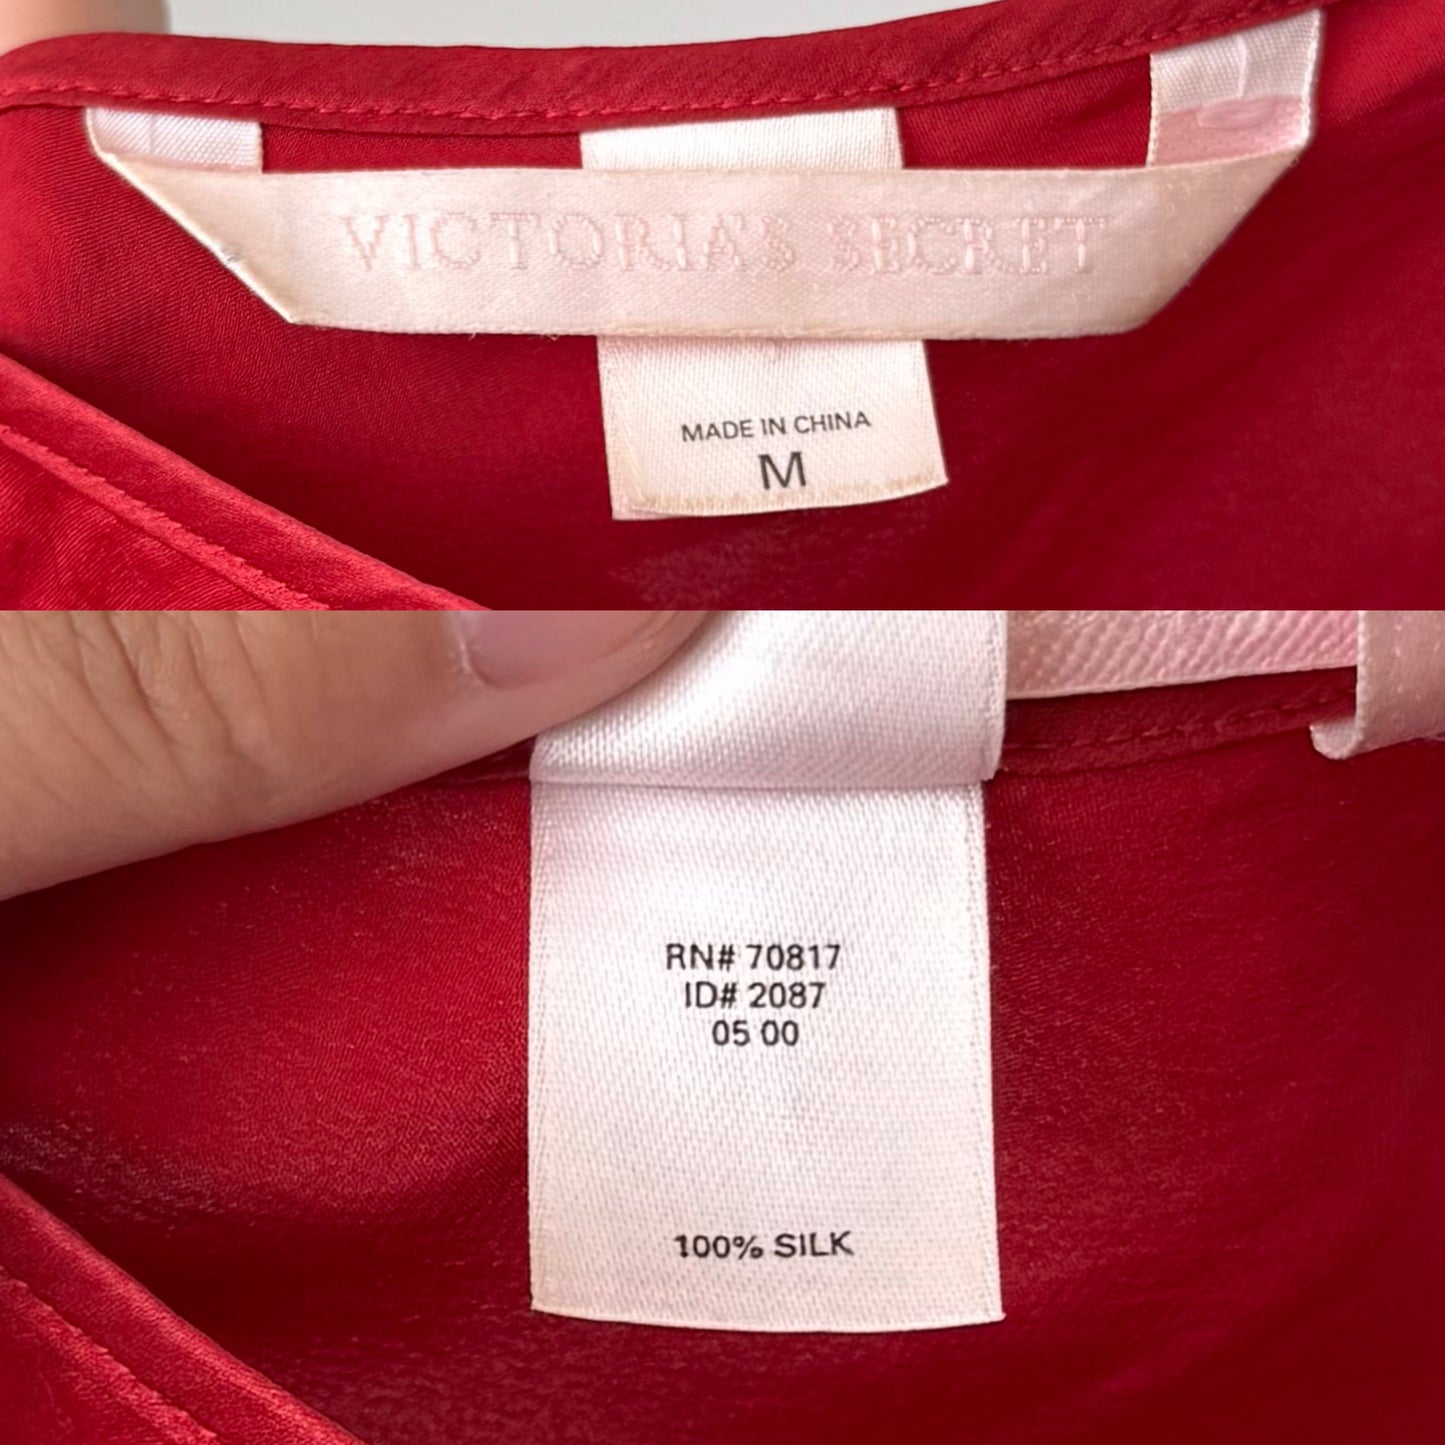 VICTORIA'S SECRET
MADE IN CHINA
M
RN# 70817
ID# 2087
05 00
100% SILK